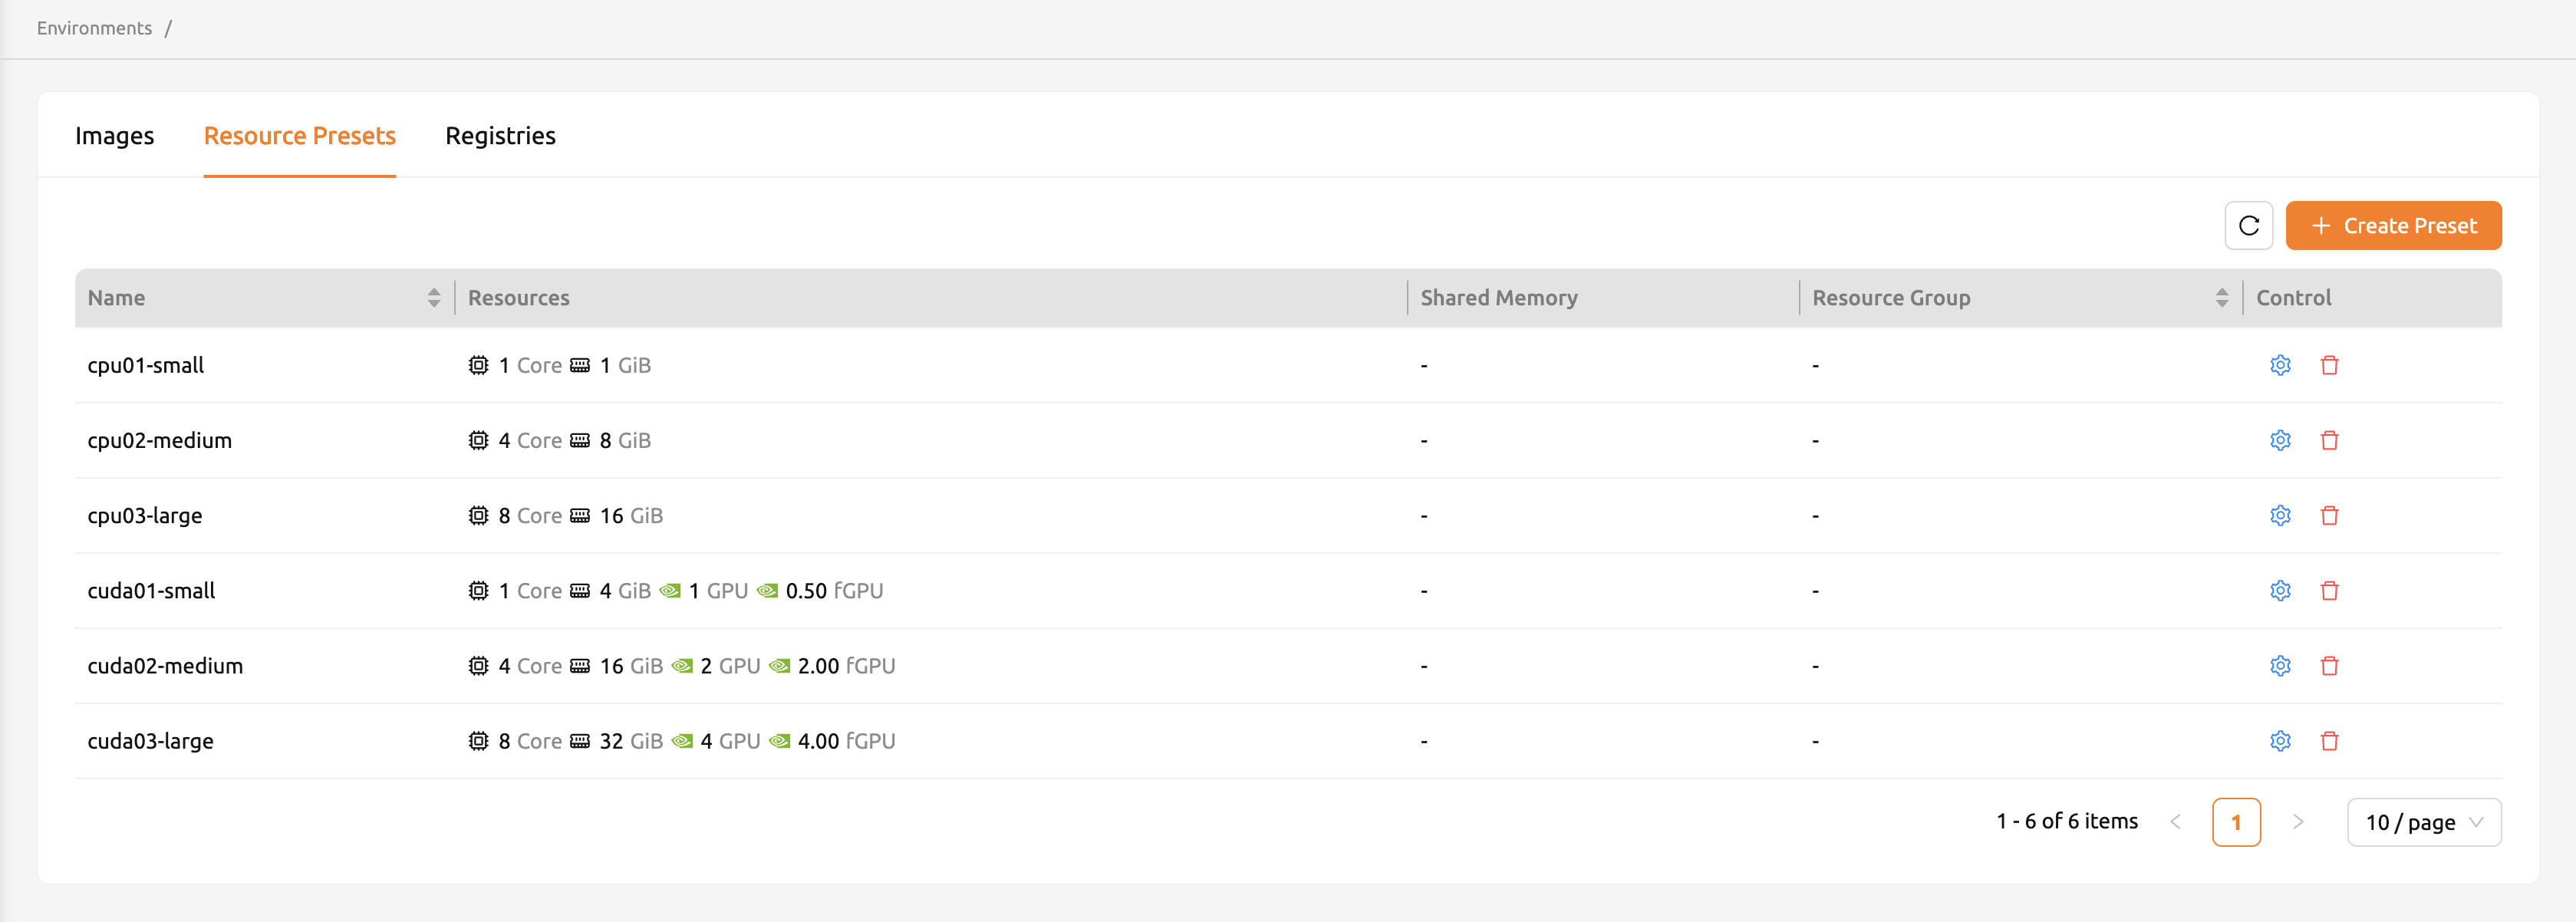 Environments /
Images Resource Presets Registries
Create Preset
Name Resources Shared Memory Resource Group Control
cpu01-small 1 Core 1 GiB - -
cpu02-medium 4 Core 8 GiB - -
cpu03-large 8 Core 16 GiB - -
cuda01-small 1 Core 4 GiB 1 GPU 0.50 fGPU - -
cuda02-medium 4 Core 16 GiB 2 GPU 2.00 fGPU - -
cuda03-large 8 Core 32 GiB 4 GPU 4.00 fGPU - -
1 - 6 of 6 items 1 10 / page